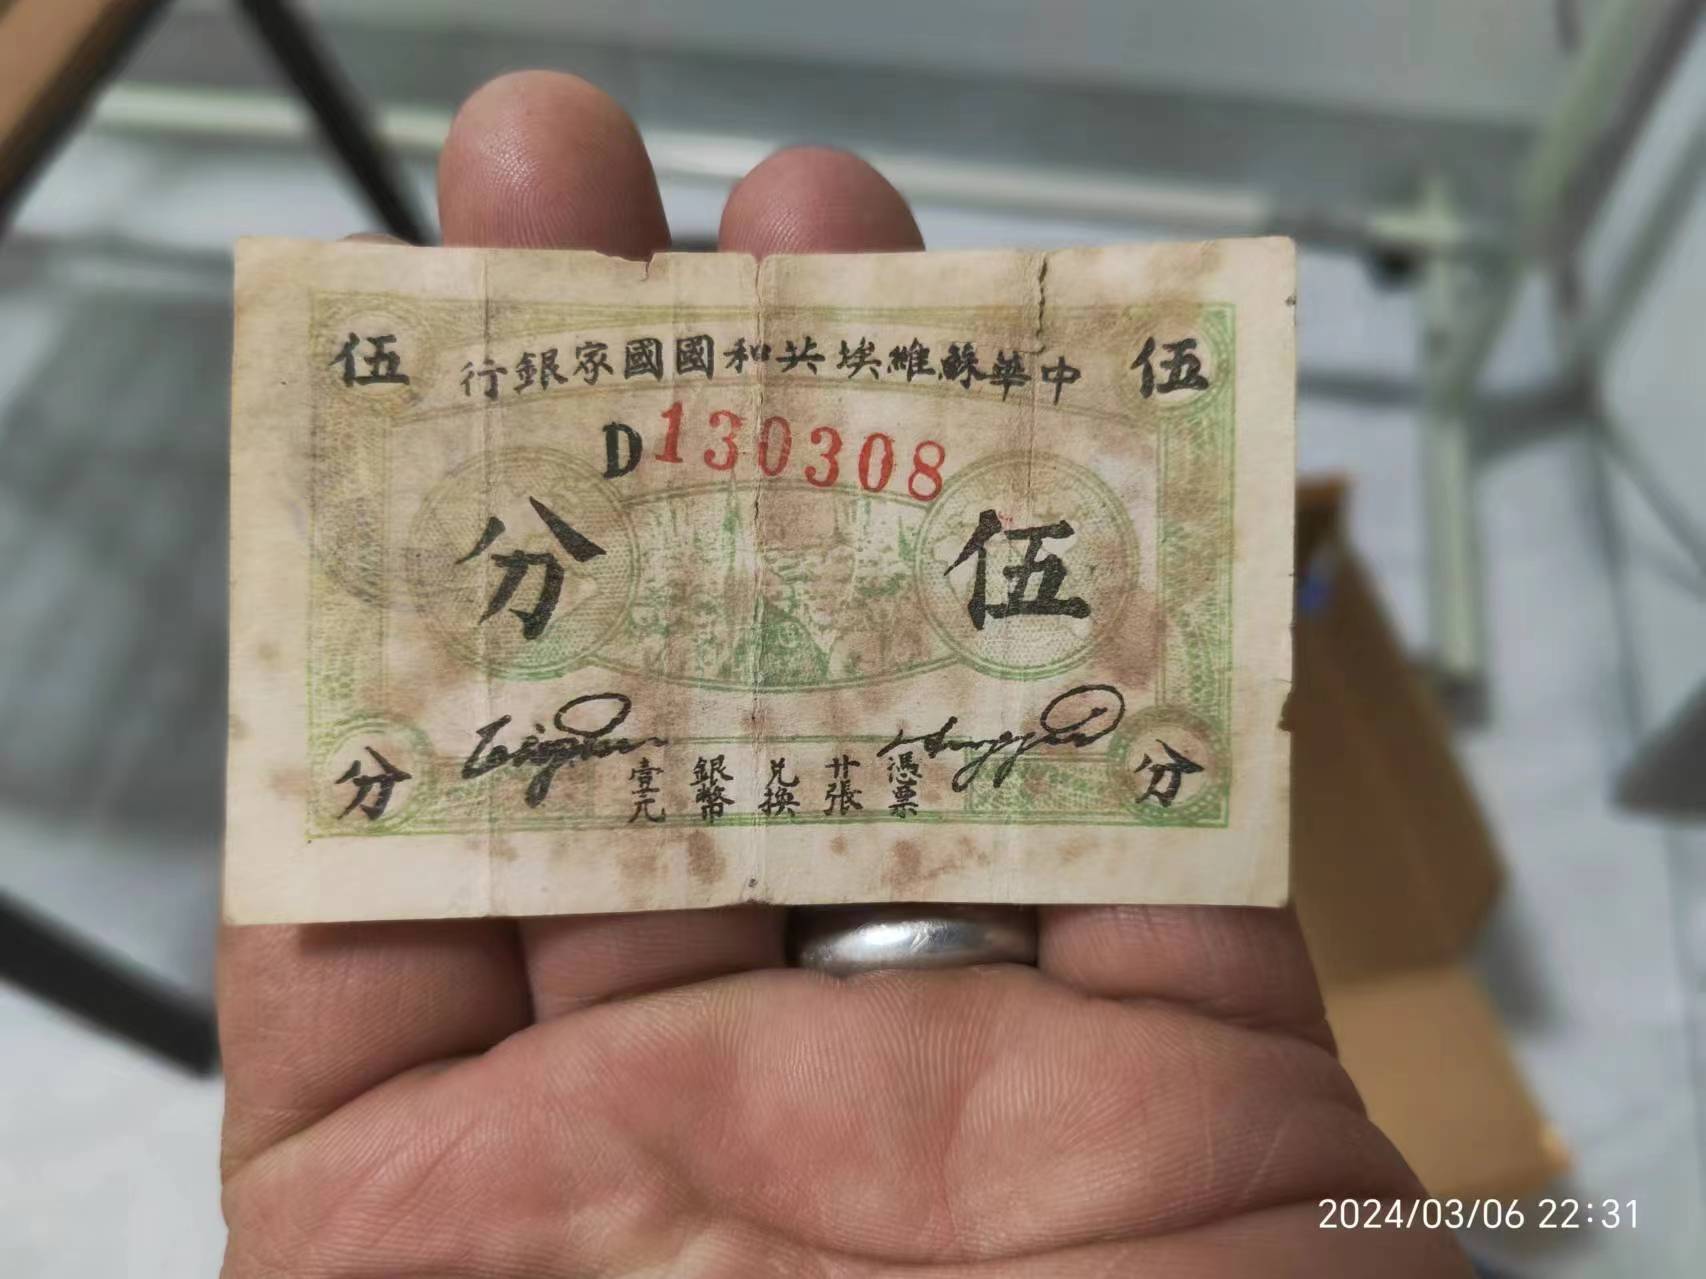 伍 中華蘇維埃共和國國家銀行 伍
D130308
伍分
憑票廿張兌換銀幣壹元
分 分
2024/03/06 22:31